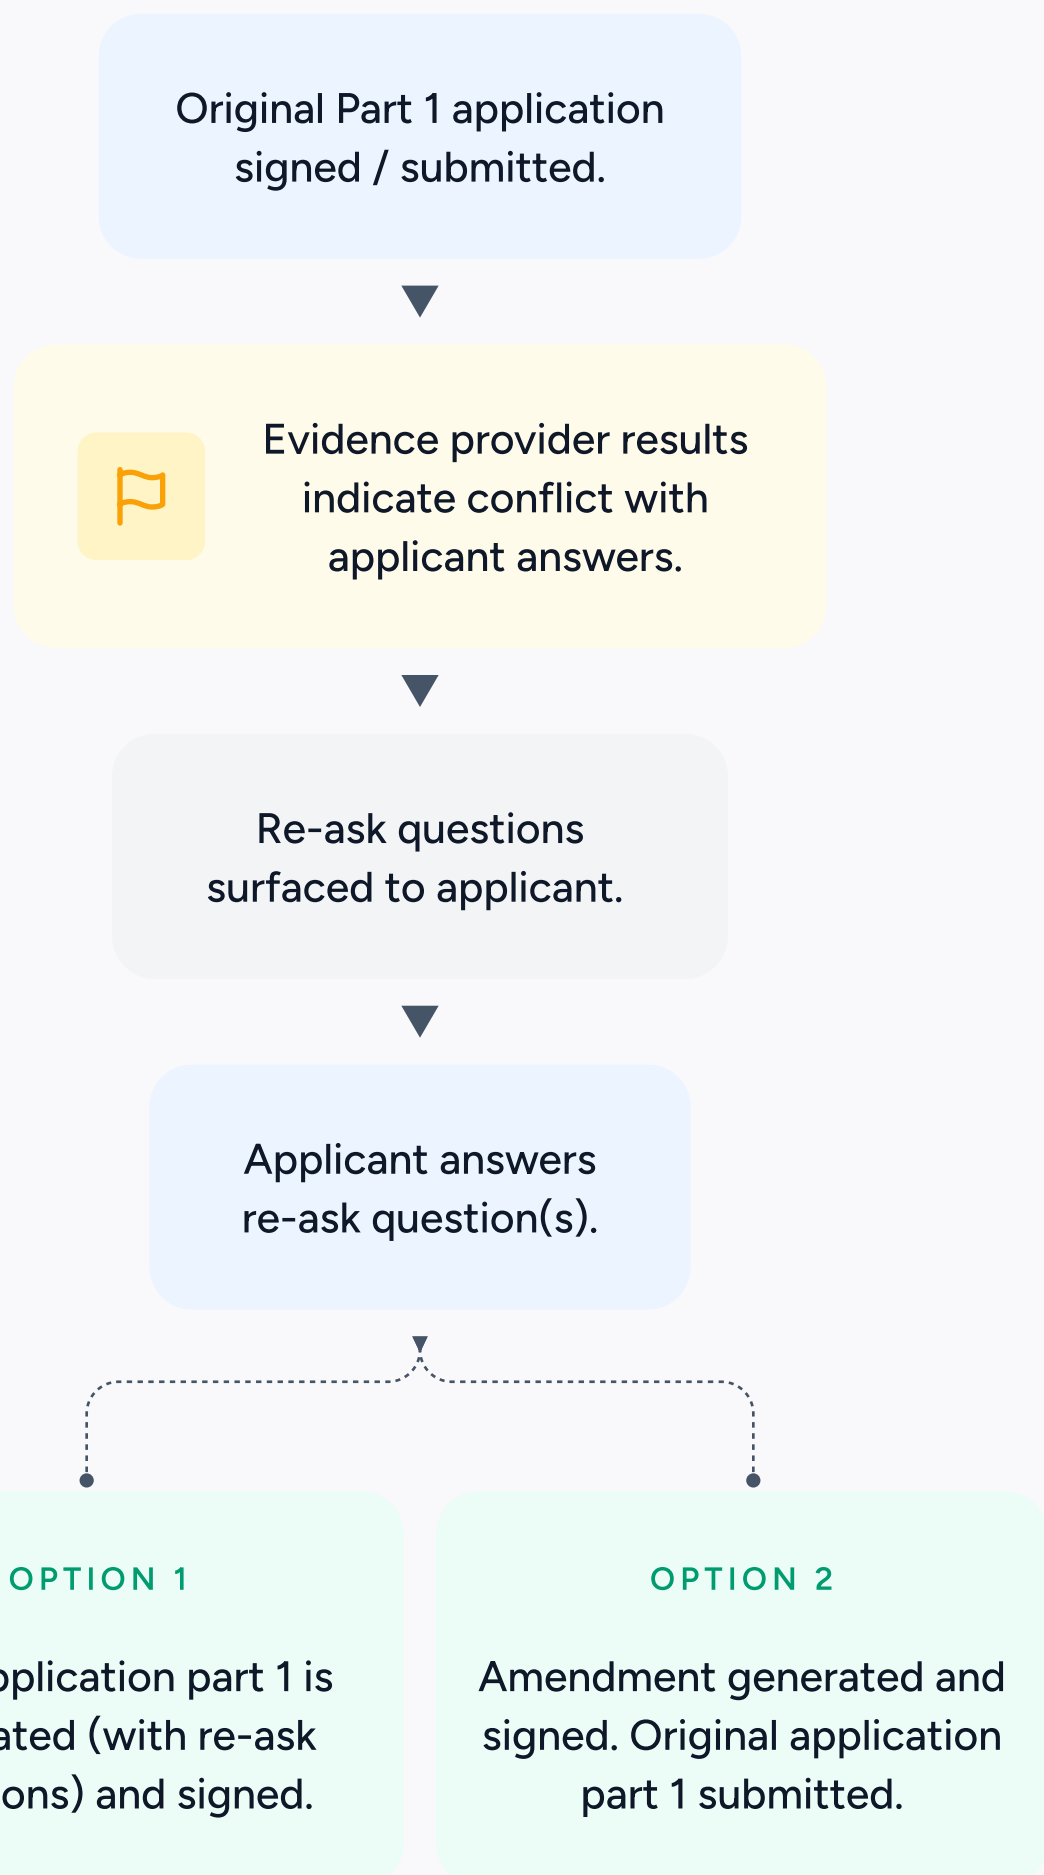 Original Part 1 application
signed / submitted.
Evidence provider results
indicate conflict with
applicant answers.
Re-ask questions
surfaced to applicant.
Applicant answers
re-ask question(s).
OPTION 1
part 1 is
(with re-ask
and signed.
OPTION 2
Amendment generated and
signed. Original application
part 1 submitted.